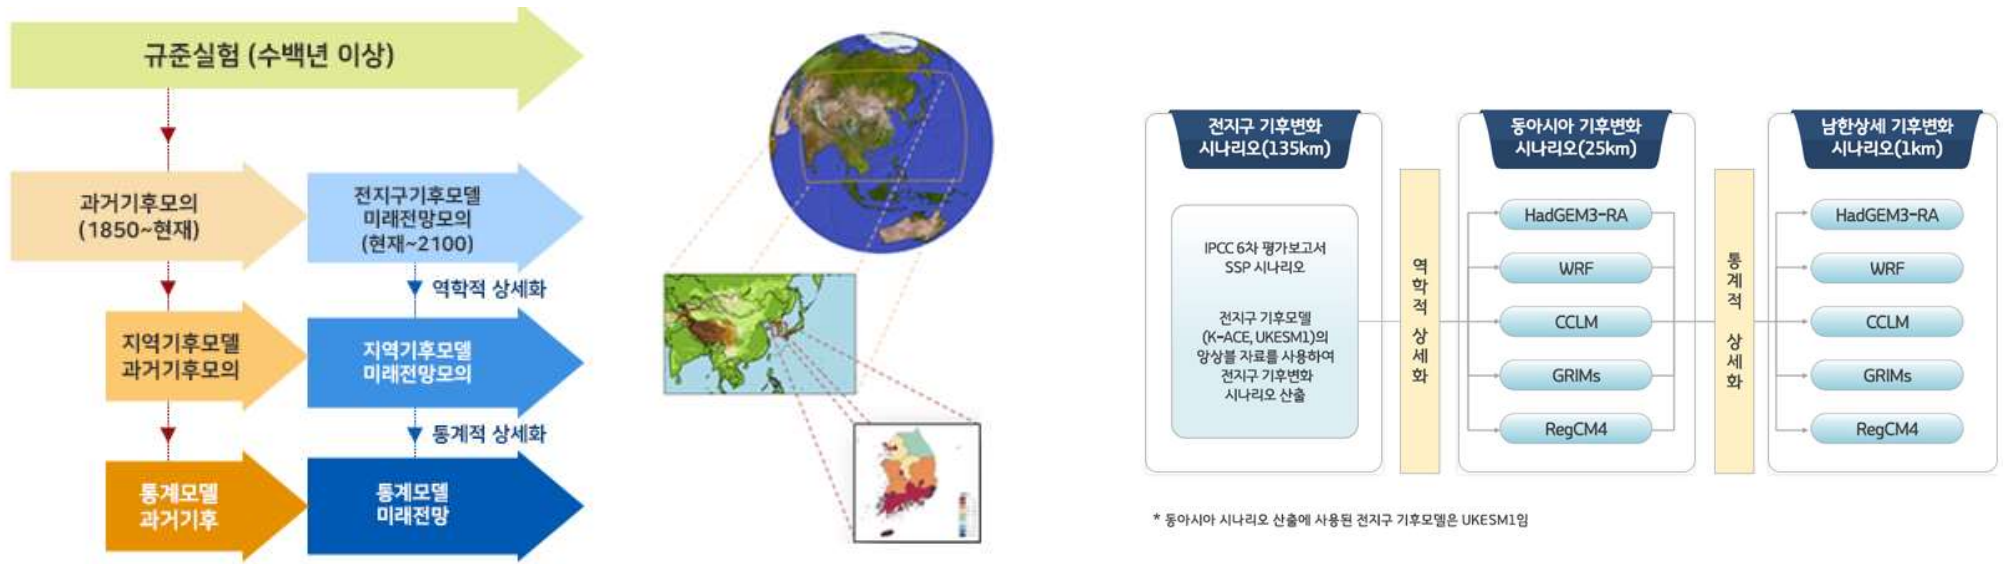 규준실험 (수백년 이상)
과거기후모의
(1850~현재)
전지구기후모델
미래전망모의
(현재~2100)
역학적 상세화
지역기후모델
과거기후모의
지역기후모델
미래전망모의
통계적 상세화
통계모델
과거기후
통계모델
미래전망
전지구 기후변화
시나리오(135km)
IPCC 6차 평가보고서
SSP 시나리오
전지구 기후모델
(K-ACE, UKESM1)의
앙상블 자료를 사용하여
전지구 기후변화
시나리오 산출
역학적 상세화
동아시아 기후변화
시나리오(25km)
HadGEM3-RA
WRF
CCLM
GRIMs
RegCM4
통계적 상세화
남한상세 기후변화
시나리오(1km)
HadGEM3-RA
WRF
CCLM
GRIMs
RegCM4
* 동아시아 시나리오 산출에 사용된 전지구 기후모델은 UKESM1임